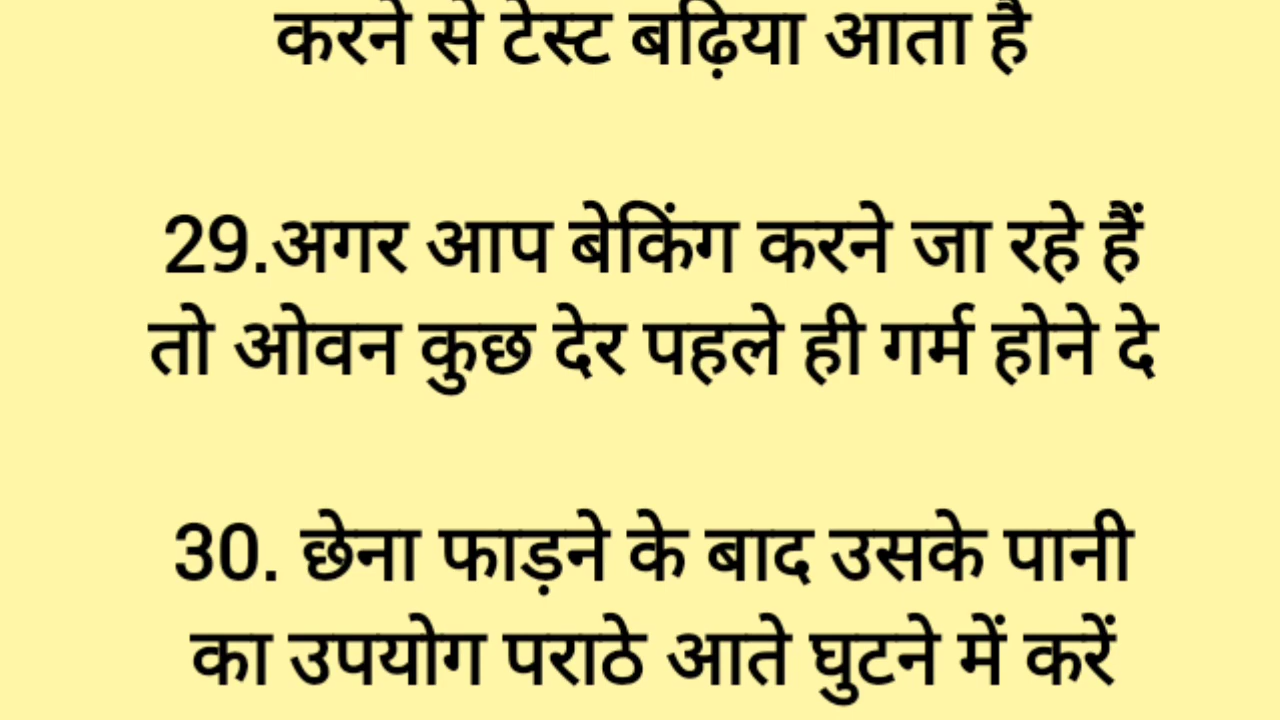 करने से टेस्ट बढ़िया आता है
29.अगर आप बेकिंग करने जा रहे हैं
तो ओवन कुछ देर पहले ही गर्म होने दे
30. छेना फाड़ने के बाद उसके पानी
का उपयोग पराठे आते घुटने में करें